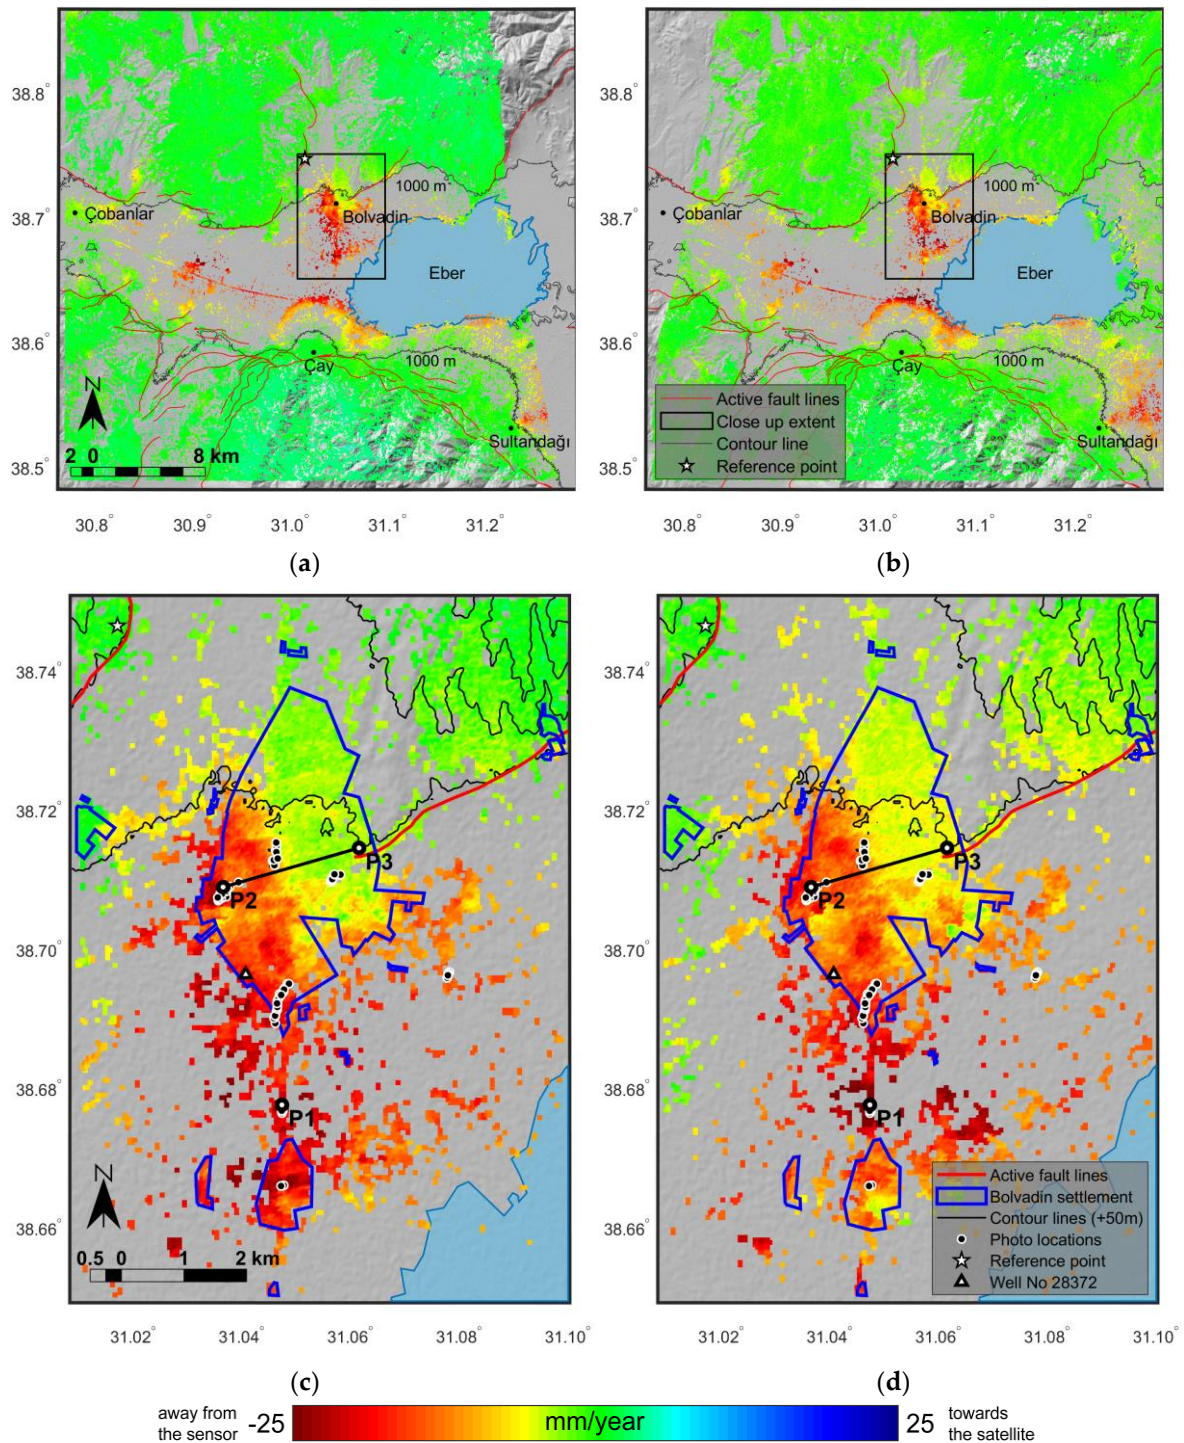 38.8°
38.7°
38.6°
38.5°
1000 m
Çobanlar
Bolvadin
Eber
1000 m
Çay
Sultandağı
N
2 0 8 km
30.8° 30.9° 31.0° 31.1° 31.2°
(a)
38.8°
38.7°
38.6°
38.5°
1000 m
Çobanlar
Bolvadin
Eber
1000 m
Çay
Sultandağı
Active fault lines
Close up extent
Contour line
Reference point
30.8° 30.9° 31.0° 31.1° 31.2°
(b)
38.74°
38.72°
38.70°
38.68°
38.66°
P3
P2
P1
N
0.5 0 1 2 km
31.02° 31.04° 31.06° 31.08° 31.10°
(c)
38.74°
38.72°
38.70°
38.68°
38.66°
P3
P2
P1
Active fault lines
Bolvadin settlement
Contour lines (+50m)
Photo locations
Reference point
Well No 28372
31.02° 31.04° 31.06° 31.08° 31.10°
(d)
away from
the sensor
-25 mm/year 25
towards
the satellite